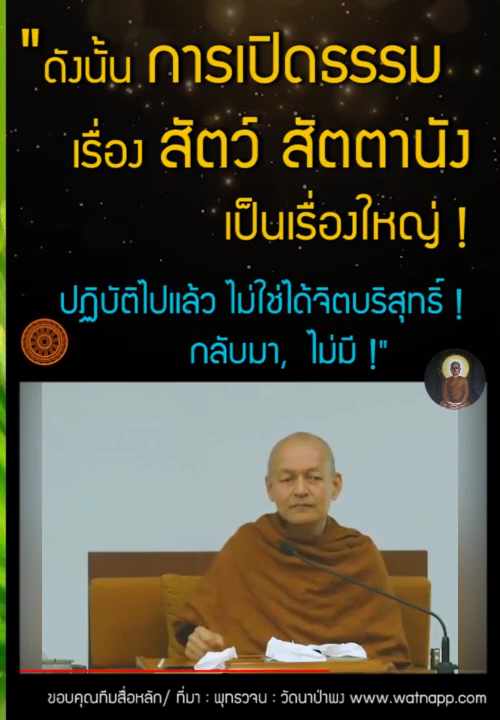 "ดังนั้น การเปิดธรรม
เรื่อง สัตว์ สัตตานัง
เป็นเรื่องใหญ่ !
ปฏิบัติไปแล้ว ไม่ใช่ได้จิตบริสุทธิ์ !
กลับมา, ไม่มี !"
ขอบคุณทีมสื่อหลัก/ ที่มา : พุทธวจน : วัดนาป่าพง www.watnapp.com